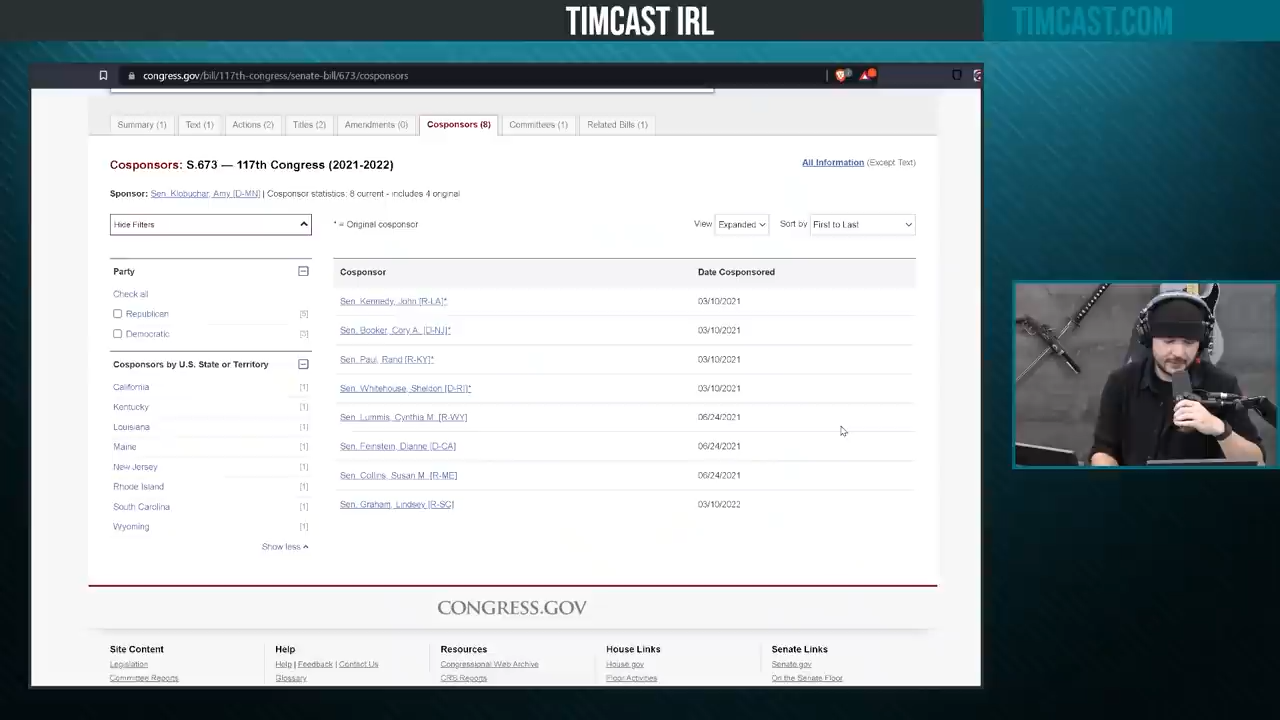 TIMCAST IRL
TIMCAST.COM
congress.gov/bill/117th-congress/senate-bill/673/cosponsors
Summary (1) Text (1) Actions (2) Titles (2) Amendments (0) Cosponsors (8) Committees (1) Related Bills (1)
Cosponsors: S.673 — 117th Congress (2021-2022)
All Information (Except Text)
Sponsor: Sen. Klobuchar, Amy [D-MN] | Cosponsor statistics: 8 current - includes 4 original
Hide Filters
* = Original cosponsor
View Expanded
Sort by First to Last
Party
Check all
Republican [5]
Democratic [3]
Cosponsors by U.S. State or Territory
California [1]
Kentucky [1]
Louisiana [1]
Maine [1]
New Jersey [1]
Rhode Island [1]
South Carolina [1]
Wyoming [1]
Show less
Cosponsor Date Cosponsored
Sen. Kennedy, John [R-LA]* 03/10/2021
Sen. Booker, Cory A. [D-NJ]* 03/10/2021
Sen. Paul, Rand [R-KY]* 03/10/2021
Sen. Whitehouse, Sheldon [D-RI]* 03/10/2021
Sen. Lummis, Cynthia M. [R-WY] 06/24/2021
Sen. Feinstein, Dianne [D-CA] 06/24/2021
Sen. Collins, Susan M. [R-ME] 06/24/2021
Sen. Graham, Lindsey [R-SC] 03/10/2022
CONGRESS.GOV
Site Content
Legislation
Committee Reports
Help
Help | Feedback | Contact Us
Glossary
Resources
Congressional Web Archive
CRS Reports
House Links
House.gov
Floor Activities
Senate Links
Senate.gov
On the Senate Floor